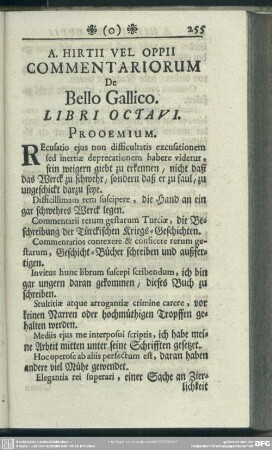 (0) 255
A. HIRTII VEL OPPII
COMMENTARIORUM
De
Bello Gallico.
LIBRI OCTAVI.
PROOEMIUM.
REcusatio ejus non difficultatis excusationem
sed inertiæ deprecationem habere videtur,
sein weigern giebt zu erkennen, nicht daß
das Werck zu schwehr, sondern daß er zu faul, zu
ungeschickt darzu seye.
Difficillimam rem suscipere, die Hand an ein
gar schwehres Werck legen.
Commentarii rerum gestarum Turciæ, die Be-
schreibung der Türckischen Kriegs-Geschichten.
Commentarios contexere & conficere rerum ge-
starum, Geschicht-Bücher schreiben und außfer-
tigen.
Invitus hunc librum suscepi scribendum, ich bin
gar ungern daran gekommen, dieses Buch zu
schreiben.
Stultitiæ atque arrogantiæ crimine carere, vor
keinen Narren oder hochmüthigen Tropffen ge-
halten werden.
Mediis ejus me interposui scriptis, ich habe mei-
ne Arbeit mitten unter seine Schrifften gesetzet.
Hoc operose ab aliis perfectum est, daran haben
andere viel Mühe gewendet.
Elegantia rei superari, einer Sache an Zier-
lichkeit